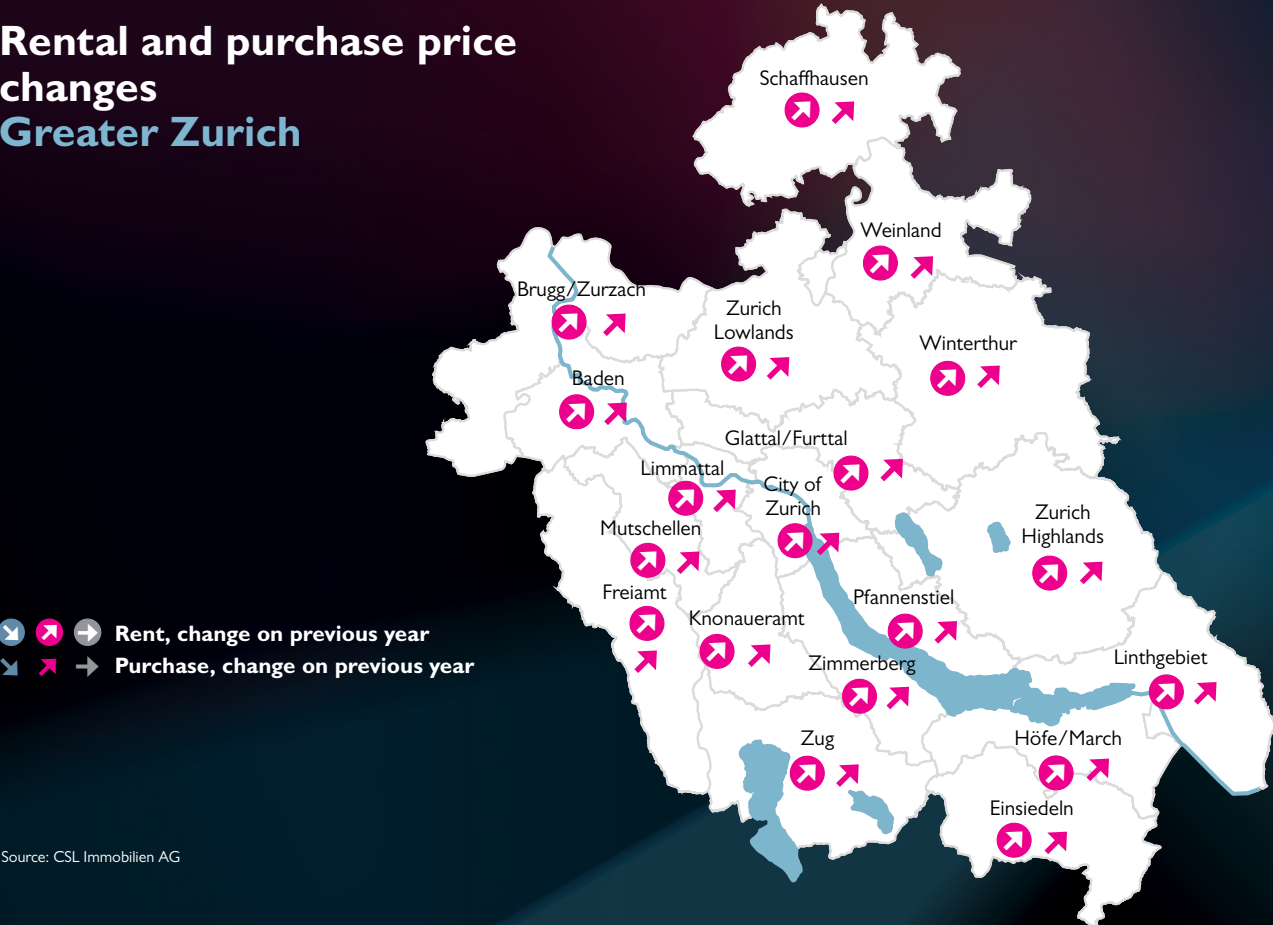 Rental and purchase price
changes
Greater Zurich
Schaffhausen
Weinland
Brugg/Zurzach
Zurich
Lowlands
Winterthur
Baden
Glattal/Furttal
Limmattal
City of
Zurich
Mutschellen
Zurich
Highlands
Freiamt
Pfannenstiel
Knonaueramt
Rent, change on previous year
Purchase, change on previous year
Zimmerberg
Linthgebiet
Zug
Höfe/March
Einsiedeln
Source: CSL Immobilien AG